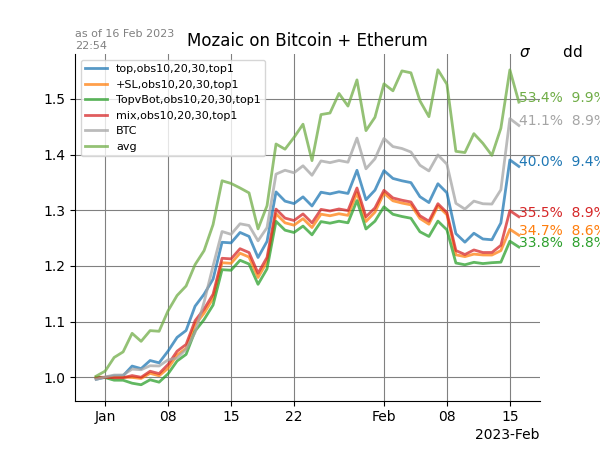 as of 16 Feb 2023
22:54
Mozaic on Bitcoin + Etherum
σ dd
top,obs10,20,30,top1
+SL,obs10,20,30,top1
TopvBot,obs10,20,30,top1
mix,obs10,20,30,top1
BTC
avg
53.4% 9.9%
41.1% 8.9%
40.0% 9.4%
35.5% 8.9%
34.7% 8.6%
33.8% 8.8%
1.5
1.4
1.3
1.2
1.1
1.0
Jan 08 15 22 Feb 08 15
2023-Feb